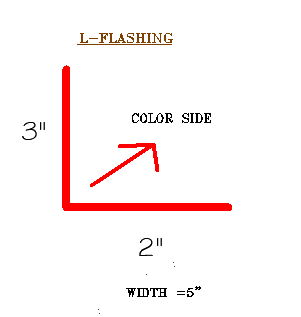 L-FLASHING
COLOR SIDE
3"
2"
WIDTH =5"